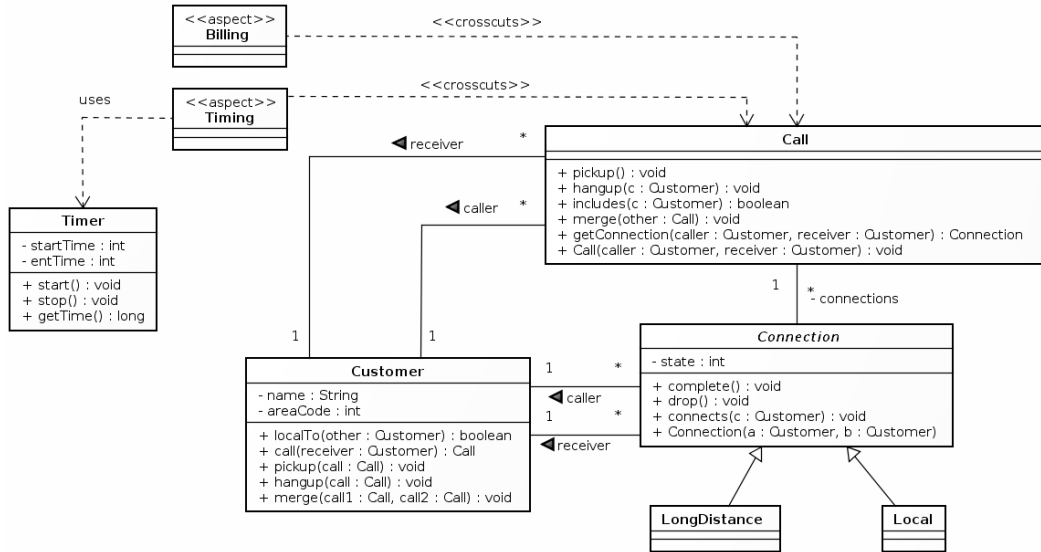 <<aspect>>
Billing
<<crosscuts>>
uses
<<aspect>>
Timing
<<crosscuts>>
receiver
*
caller
*
Call
+ pickup() : void
+ hangup(c : Customer) : void
+ includes(c : Customer) : boolean
+ merge(other : Call) : void
+ getConnection(caller : Customer, receiver : Customer) : Connection
+ Call(caller : Customer, receiver : Customer) : void
Timer
- startTime : int
- entTime : int
+ start() : void
+ stop() : void
+ getTime() : long
1
*
- connections
1
1
Customer
- name : String
- areaCode : int
+ localTo(other : Customer) : boolean
+ call(receiver : Customer) : Call
+ pickup(call : Call) : void
+ hangup(call : Call) : void
+ merge(call1 : Call, call2 : Call) : void
1
*
caller
1
*
receiver
Connection
- state : int
+ complete() : void
+ drop() : void
+ connects(c : Customer) : void
+ Connection(a : Customer, b : Customer)
LongDistance
Local